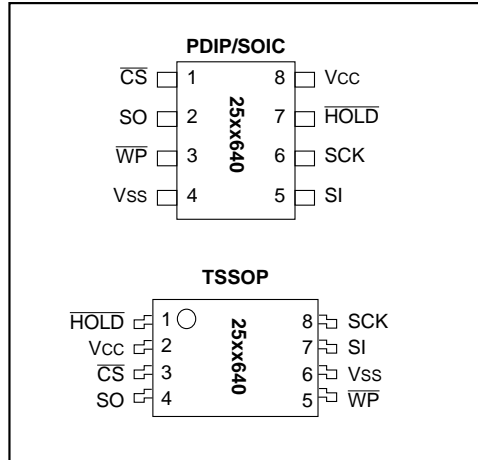 PDIP/SOIC
CS 1 8 VCC
SO 2 7 HOLD
WP 3 6 SCK
VSS 4 5 SI
25xx640
TSSOP
HOLD 1 8 SCK
VCC 2 7 SI
CS 3 6 VSS
SO 4 5 WP
25xx640